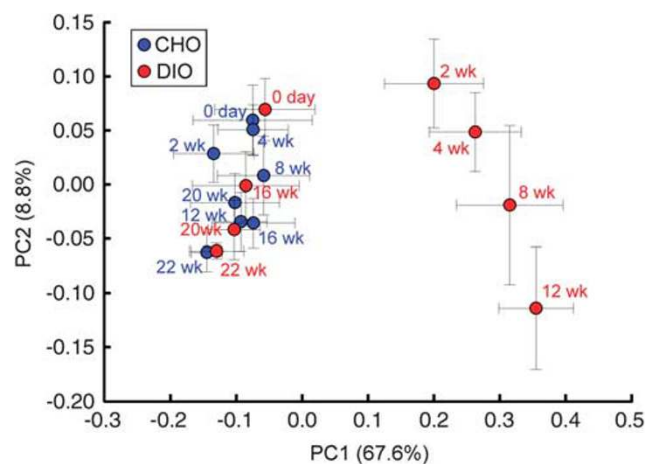 0.15
CHO
DIO
0.10
2 wk
0 day
0 day
0.05
4 wk
4 wk
2 wk
8 wk
0.00
16 wk
8 wk
20 wk
12 wk
-0.05
20wk
16 wk
22 wk
22 wk
-0.10
12 wk
-0.15
-0.20
-0.3 -0.2 -0.1 0.0 0.1 0.2 0.3 0.4 0.5
PC2 (8.8%)
PC1 (67.6%)